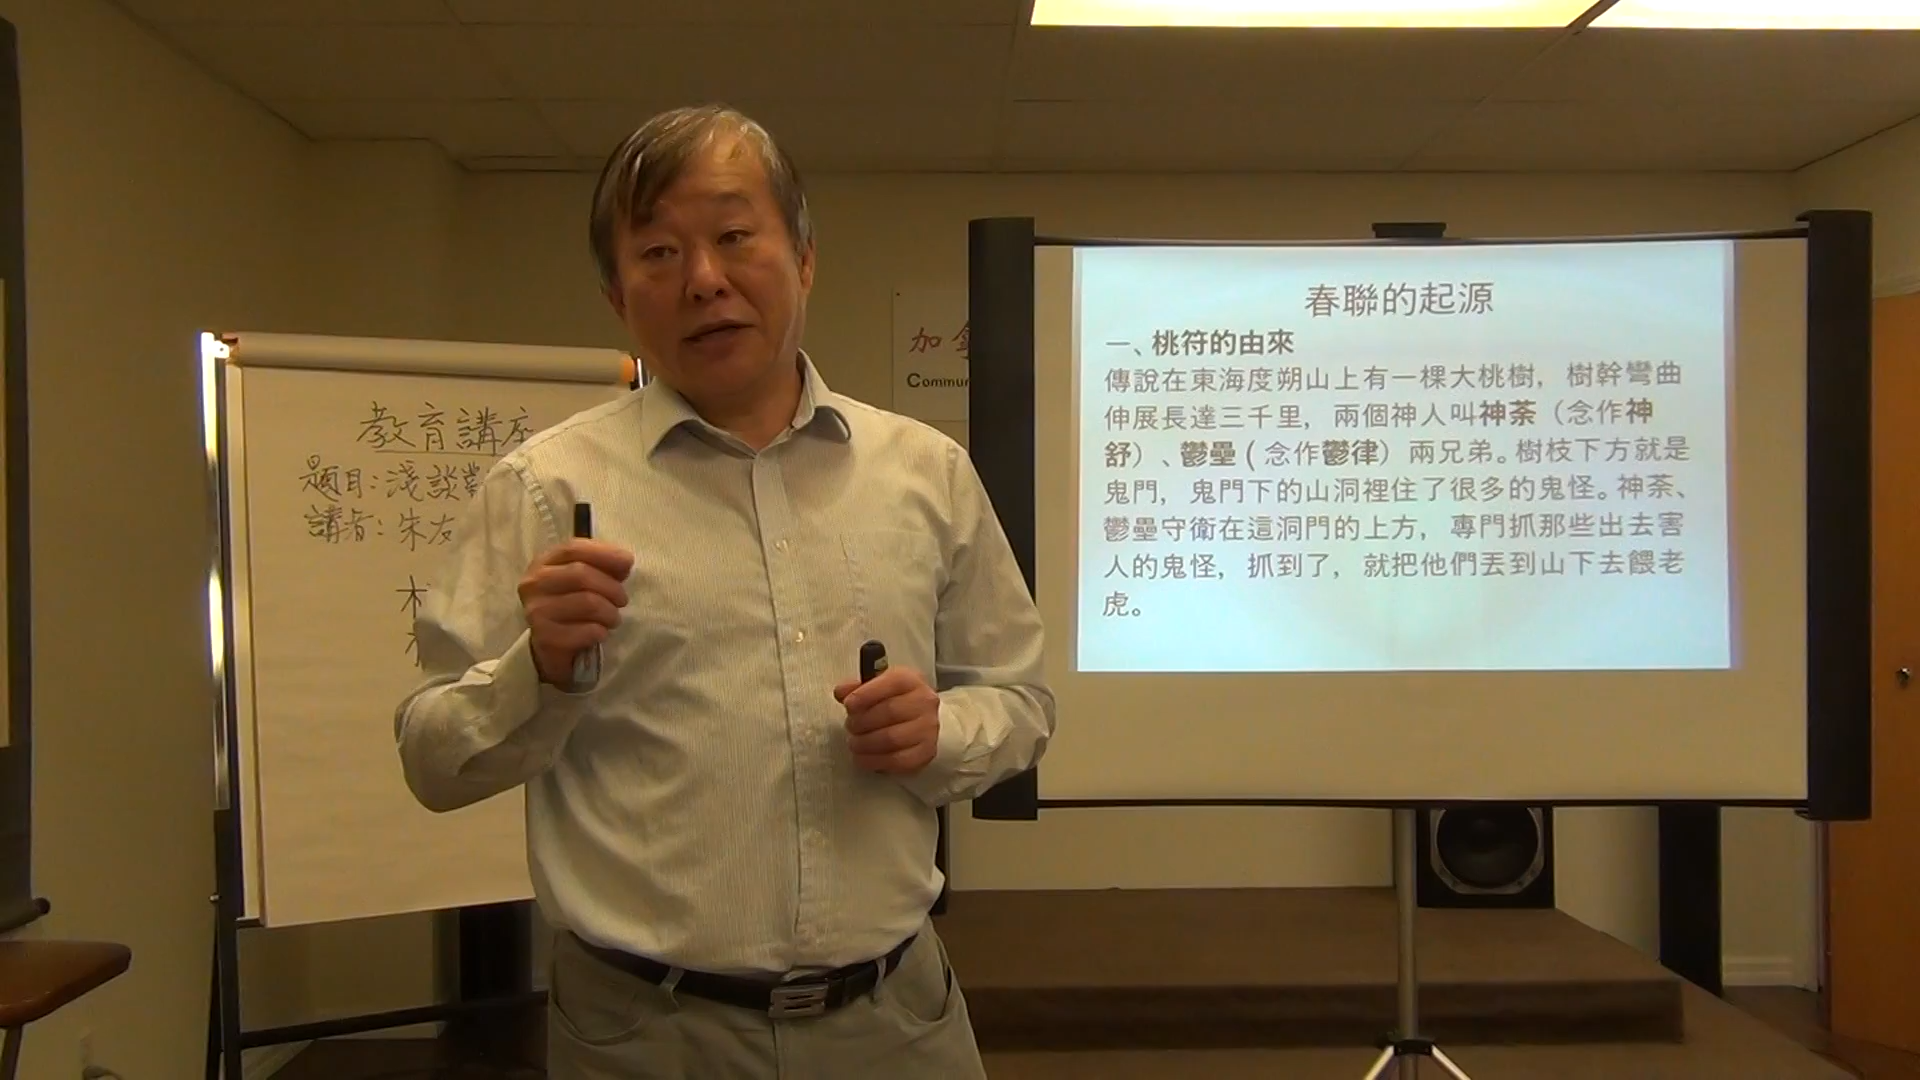 教育講座
題目：淺談
講者：朱友
加
Commun
春聯的起源
一、桃符的由來
傳說在東海度朔山上有一棵大桃樹，樹幹彎曲
伸展長達三千里，兩個神人叫神荼（念作神
舒）、鬱壘（念作鬱律）兩兄弟。樹枝下方就是
鬼門，鬼門下的山洞裡住了很多的鬼怪。神荼、
鬱壘守衛在這洞門的上方，專門抓那些出去害
人的鬼怪，抓到了，就把他們丟到山下去餵老
虎。